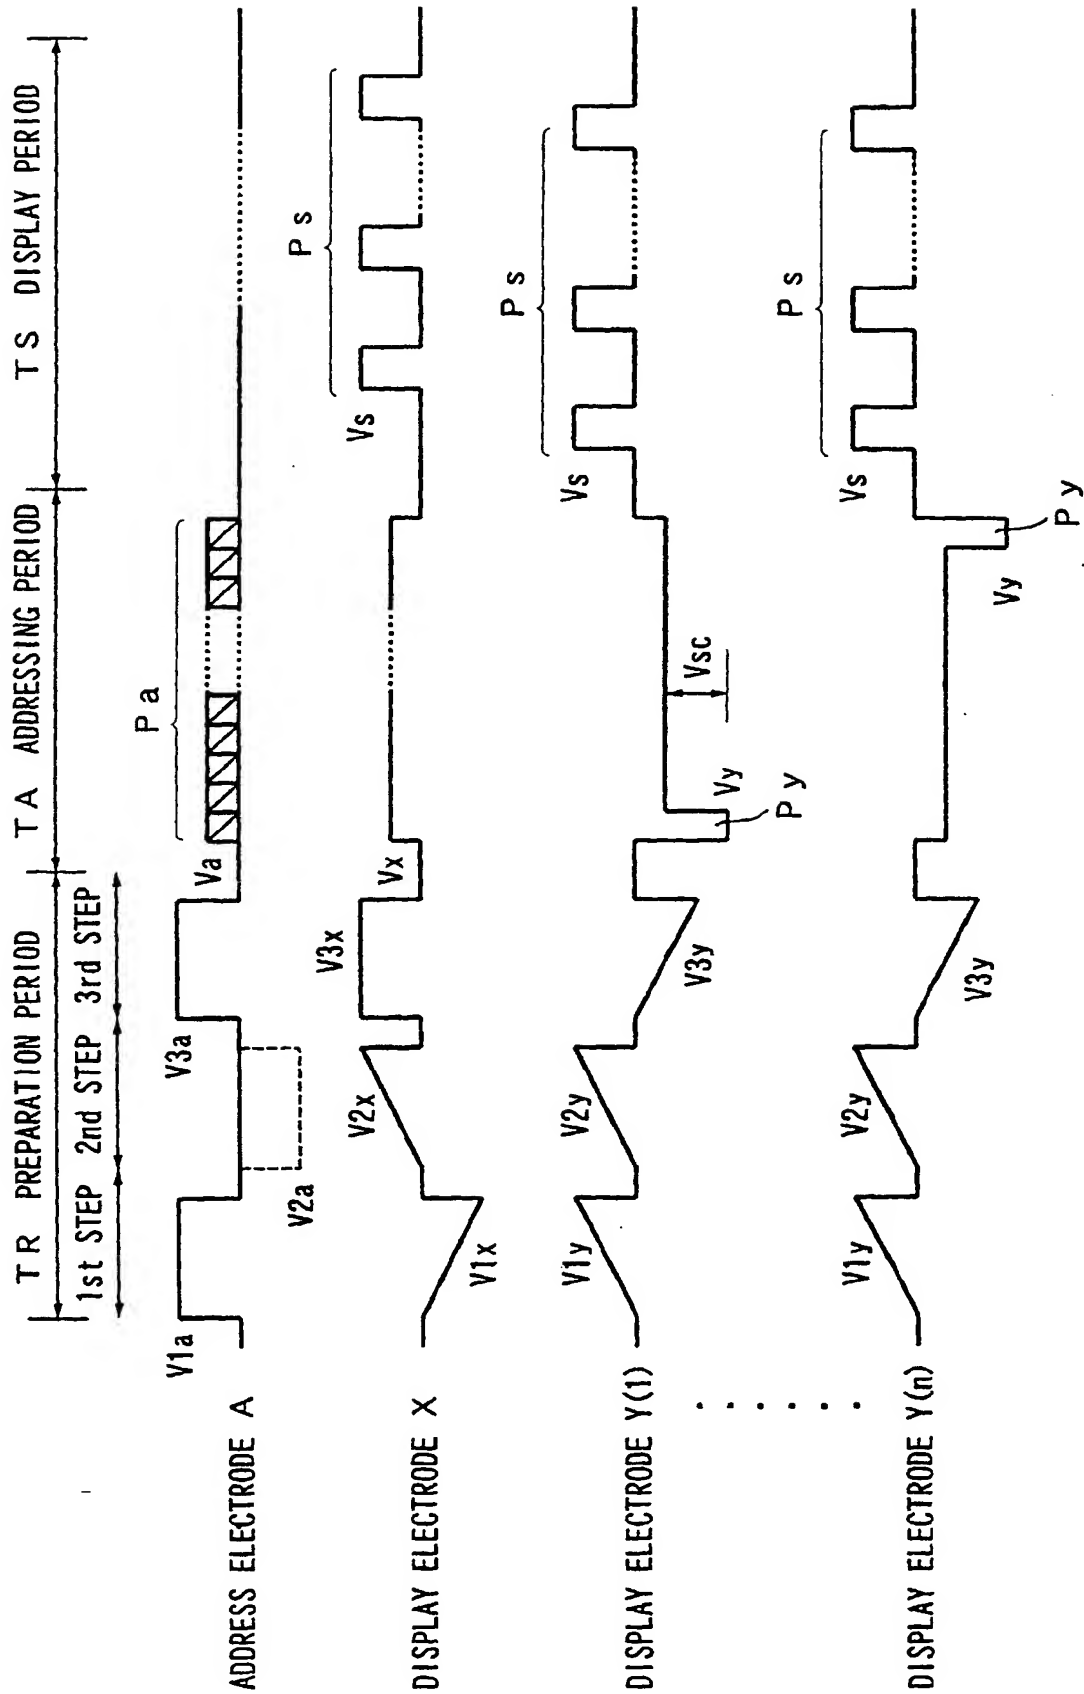 TR PREPARATION PERIOD
TA ADDRESSING PERIOD
TS DISPLAY PERIOD
1st STEP
2nd STEP
3rd STEP
ADDRESS ELECTRODE A
V1a
V2a
V3a
Va
Pa
DISPLAY ELECTRODE X
V1x
V2x
V3x
Vx
Vs
Ps
DISPLAY ELECTRODE Y(1)
V1y
V2y
V3y
Vy
Py
Vsc
Vs
Ps
DISPLAY ELECTRODE Y(n)
V1y
V2y
V3y
Vy
Py
Vs
Ps